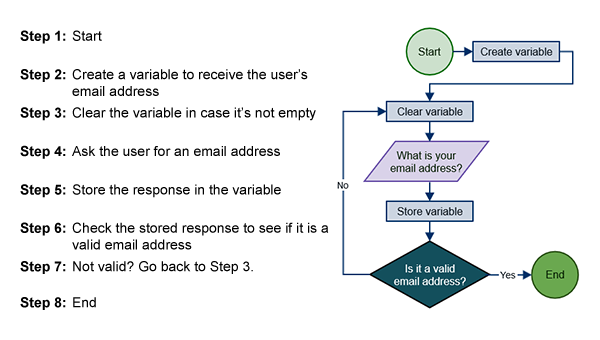 Step 1: Start
Step 2: Create a variable to receive the user's
email address
Step 3: Clear the variable in case it's not empty
Step 4: Ask the user for an email address
Step 5: Store the response in the variable
Step 6: Check the stored response to see if it is a
valid email address
Step 7: Not valid? Go back to Step 3.
Step 8: End
Start
Create variable
Clear variable
What is your
email address?
No
Store variable
Is it a valid
email address?
Yes
End